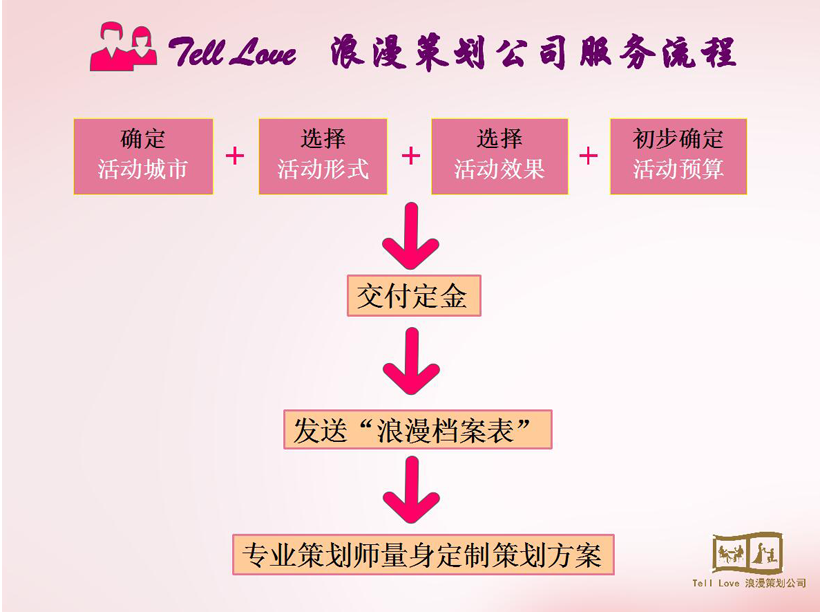 Tell Love 浪漫策划公司服务流程
确定
活动城市
+
选择
活动形式
+
选择
活动效果
+
初步确定
活动预算
交付定金
发送“浪漫档案表”
专业策划师量身定制策划方案
Tell Love 浪漫策划公司